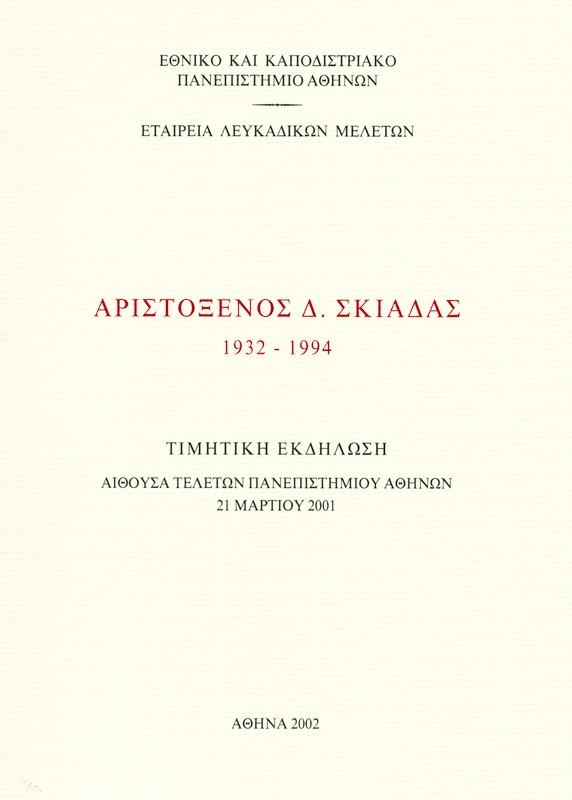 ΕΘΝΙΚΟ ΚΑΙ ΚΑΠΟΔΙΣΤΡΙΑΚΟ
ΠΑΝΕΠΙΣΤΗΜΙΟ ΑΘΗΝΩΝ
ΕΤΑΙΡΕΙΑ ΛΕΥΚΑΔΙΚΩΝ ΜΕΛΕΤΩΝ
ΑΡΙΣΤΟΞΕΝΟΣ Δ. ΣΚΙΑΔΑΣ
1932 - 1994
ΤΙΜΗΤΙΚΗ ΕΚΔΗΛΩΣΗ
ΑΙΘΟΥΣΑ ΤΕΛΕΤΩΝ ΠΑΝΕΠΙΣΤΗΜΙΟΥ ΑΘΗΝΩΝ
21 ΜΑΡΤΙΟΥ 2001
ΑΘΗΝΑ 2002